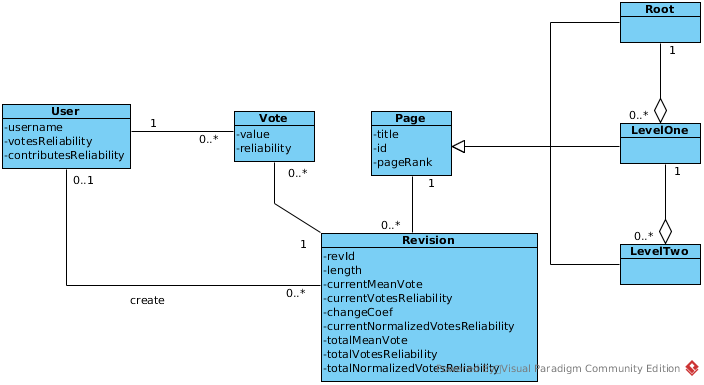 Root
1
0..*
LevelOne
1
0..*
LevelTwo
User
-username
-votesReliability
-contributesReliability
1
0..*
Vote
-value
-reliability
Page
-title
-id
-pageRank
0..1
0..*
1
1
0..*
0..*
create
Revision
-revId
-length
-currentMeanVote
-currentVotesReliability
-changeCoef
-currentNormalizedVotesReliability
-totalMeanVote
-totalVotesReliability
-totalNormalizedVotesReliability
Visual Paradigm Community Edition